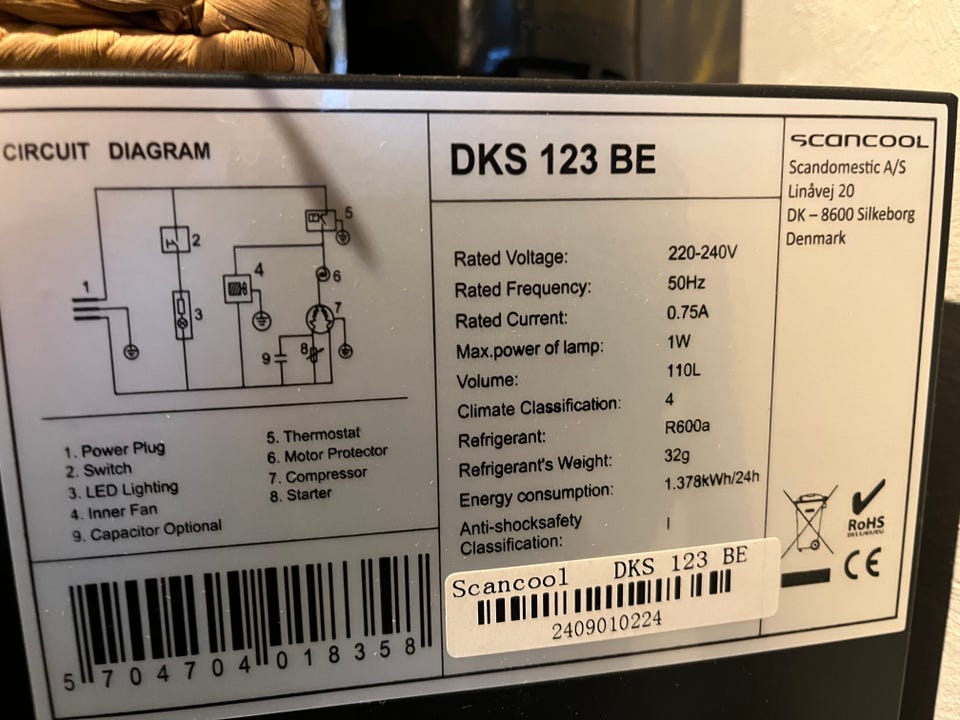 CIRCUIT DIAGRAM
1
2
3
4
5
6
7
8
9
1. Power Plug
2. Switch
3. LED Lighting
4. Inner Fan
9. Capacitor Optional
5. Thermostat
6. Motor Protector
7. Compressor
8. Starter
5 704704 018358
DKS 123 BE
Rated Voltage: 220-240V
Rated Frequency: 50Hz
Rated Current: 0.75A
Max.power of lamp: 1W
Volume: 110L
Climate Classification: 4
Refrigerant: R600a
Refrigerant's Weight: 32g
Energy consumption: 1.378kWh/24h
Anti-shocksafety I
Classification:
Scancool DKS 123 BE
2409010224
SCANCOOL
Scandomestic A/S
Linåvej 20
DK – 8600 Silkeborg
Denmark
RoHS
2011/65/EU
CE